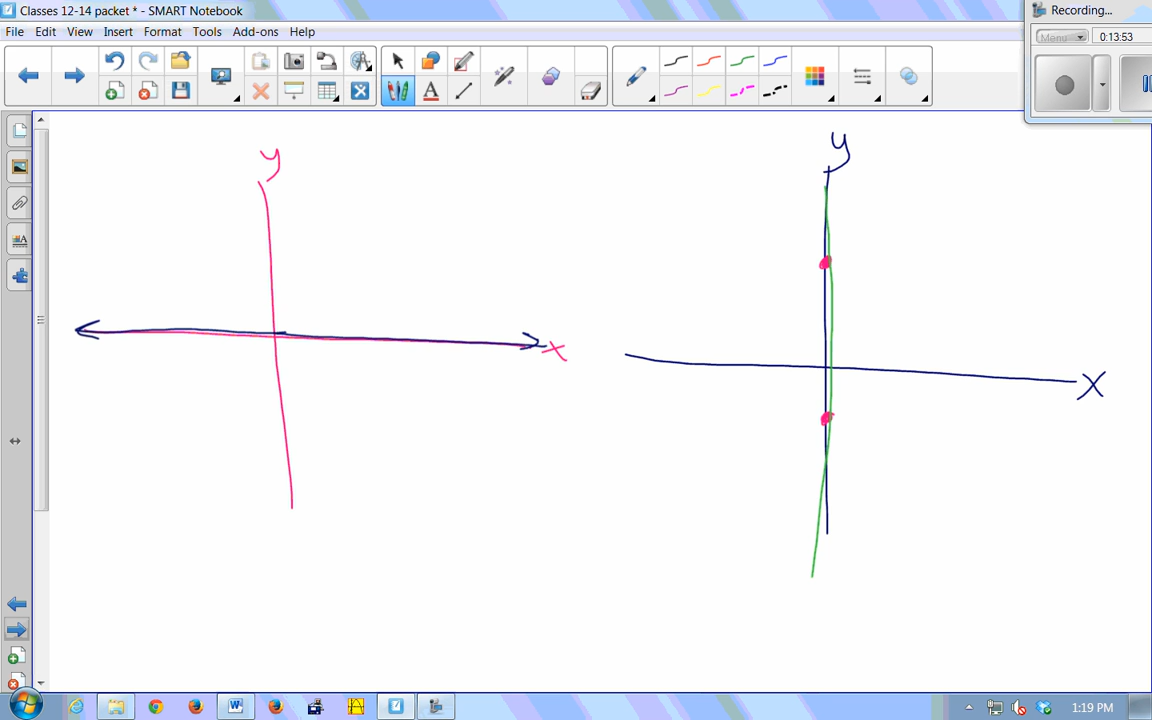 Classes 12-14 packet * - SMART Notebook
Recording...
File Edit View Insert Format Tools Add-ons Help
Menu 0:13:53
y
y
x
X
1:19 PM